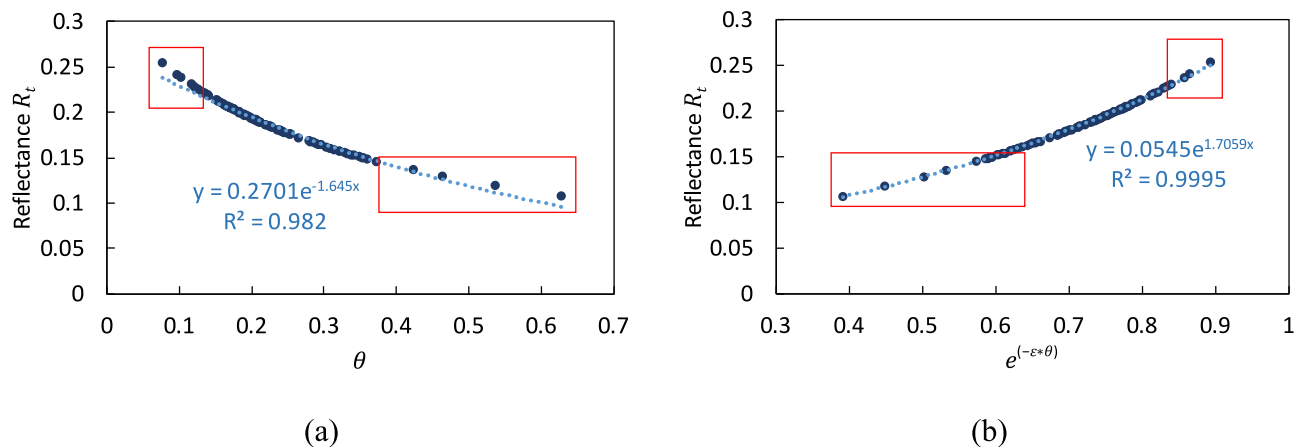 0.3
0.25
0.2
0.15
0.1
0.05
0
Reflectance Rₜ
y = 0.2701e^-1.645x
R² = 0.982
0 0.1 0.2 0.3 0.4 0.5 0.6 0.7
θ
(a)
0.3
0.25
0.2
0.15
0.1
0.05
0
Reflectance Rₜ
y = 0.0545e^1.7059x
R² = 0.9995
0.3 0.4 0.5 0.6 0.7 0.8 0.9 1
e^(−ε*θ)
(b)